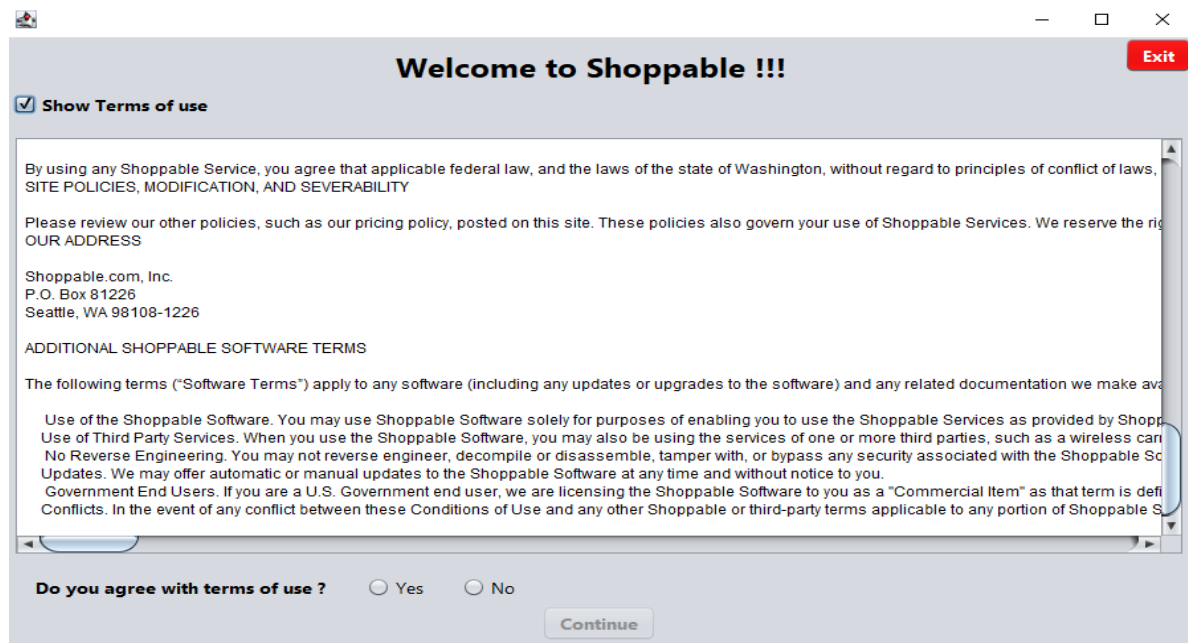 Welcome to Shoppable !!!
Exit
Show Terms of use
By using any Shoppable Service, you agree that applicable federal law, and the laws of the state of Washington, without regard to principles of conflict of laws,
SITE POLICIES, MODIFICATION, AND SEVERABILITY
Please review our other policies, such as our pricing policy, posted on this site. These policies also govern your use of Shoppable Services. We reserve the
OUR ADDRESS
Shoppable.com, Inc.
P.O. Box 81226
Seattle, WA 98108-1226
ADDITIONAL SHOPPABLE SOFTWARE TERMS
The following terms (“Software Terms”) apply to any software (including any updates or upgrades to the software) and any related documentation we make
Use of the Shoppable Software. You may use Shoppable Software solely for purposes of enabling you to use the Shoppable Services as provided by
Use of Third Party Services. When you use the Shoppable Software, you may also be using the services of one or more third parties, such as a wireless
No Reverse Engineering. You may not reverse engineer, decompile or disassemble, tamper with, or bypass any security associated with the Shoppable
Updates. We may offer automatic or manual updates to the Shoppable Software at any time and without notice to you.
Government End Users. If you are a U.S. Government end user, we are licensing the Shoppable Software to you as a "Commercial Item" as that term is
Conflicts. In the event of any conflict between these Conditions of Use and any other Shoppable or third-party terms applicable to any portion of Shoppable
Do you agree with terms of use ? Yes No
Continue